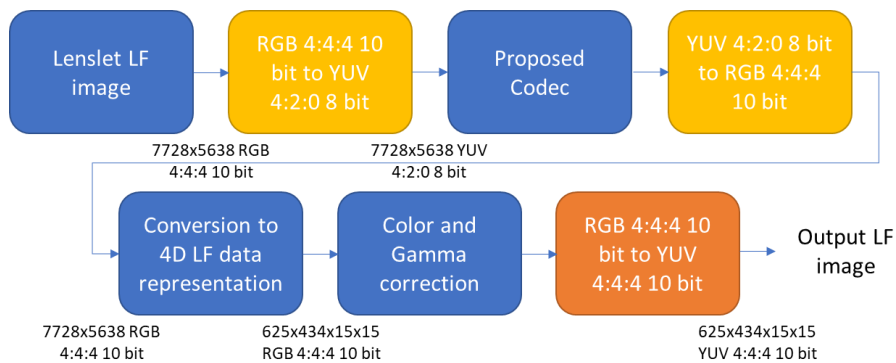 Lenslet LF
image
RGB 4:4:4 10
bit to YUV
4:2:0 8 bit
Proposed
Codec
YUV 4:2:0 8 bit
to RGB 4:4:4
10 bit
7728x5638 RGB
4:4:4 10 bit
7728x5638 YUV
4:2:0 8 bit
Conversion to
4D LF data
representation
Color and
Gamma
correction
RGB 4:4:4 10
bit to YUV
4:4:4 10 bit
Output LF
image
7728x5638 RGB
4:4:4 10 bit
625x434x15x15
RGB 4:4:4 10 bit
625x434x15x15
YUV 4:4:4 10 bit